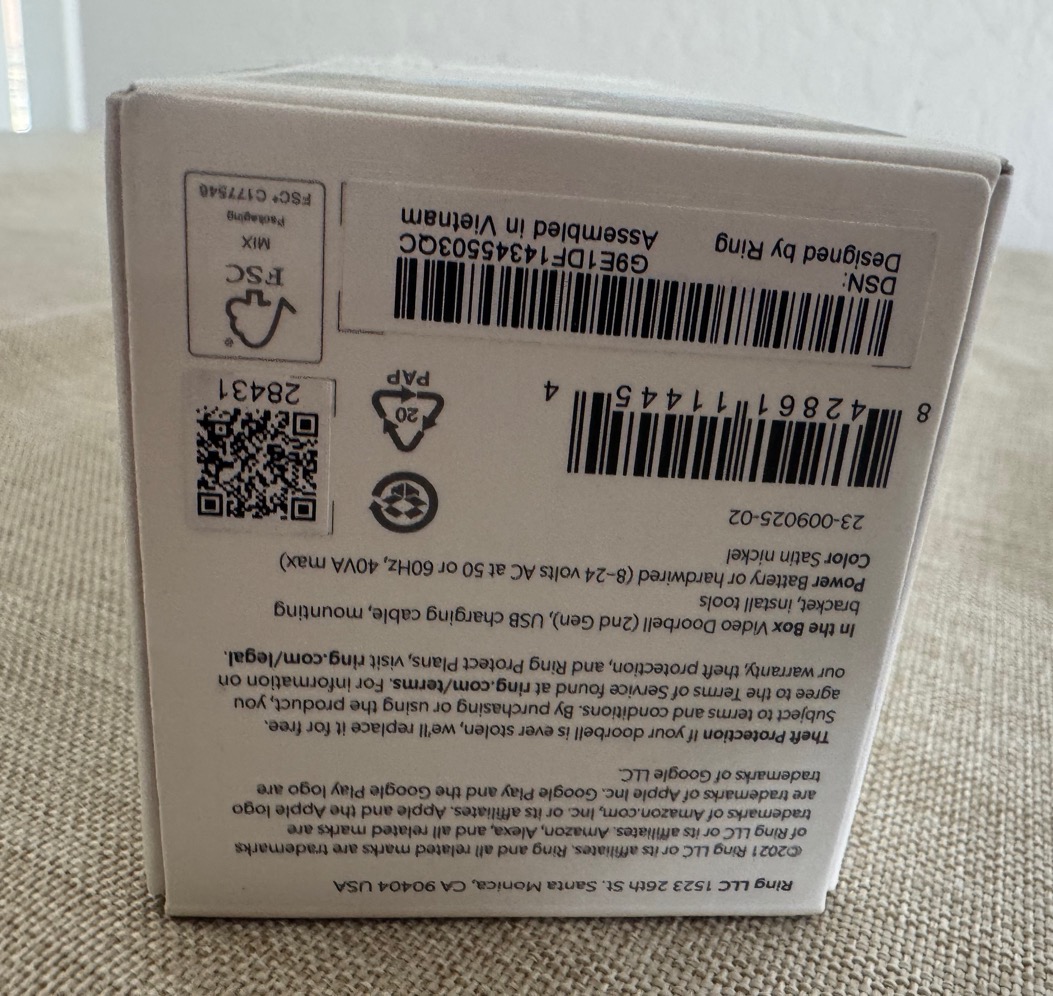 Ring LLC 1523 26th St. Santa Monica, CA 90404 USA
©2021 Ring LLC or its affiliates. Ring and all related marks are trademarks
of Ring LLC or its affiliates. Amazon, Alexa, and all related marks are
trademarks of Amazon.com, Inc. or its affiliates. Apple and the Apple logo
are trademarks of Apple Inc. Google Play and the Google Play logo are
trademarks of Google LLC.
Theft Protection If your doorbell is ever stolen, we'll replace it for free.
Subject to terms and conditions. By purchasing or using the product, you
agree to the Terms of Service found at ring.com/terms. For information on
our warranty, theft protection, and Ring Protect Plans, visit ring.com/legal.
In the Box Video Doorbell (2nd Gen), USB charging cable, mounting
bracket, install tools
Power Battery or hardwired (8-24 volts AC at 50 or 60Hz, 40VA max)
Color Satin nickel
23-009025-02
8 42861 11445 4
20
PAP
28431
DSN:
G9E1DF14345503QC
Designed by Ring
Assembled in Vietnam
®
FSC
MIX
Packaging
FSC® C177546